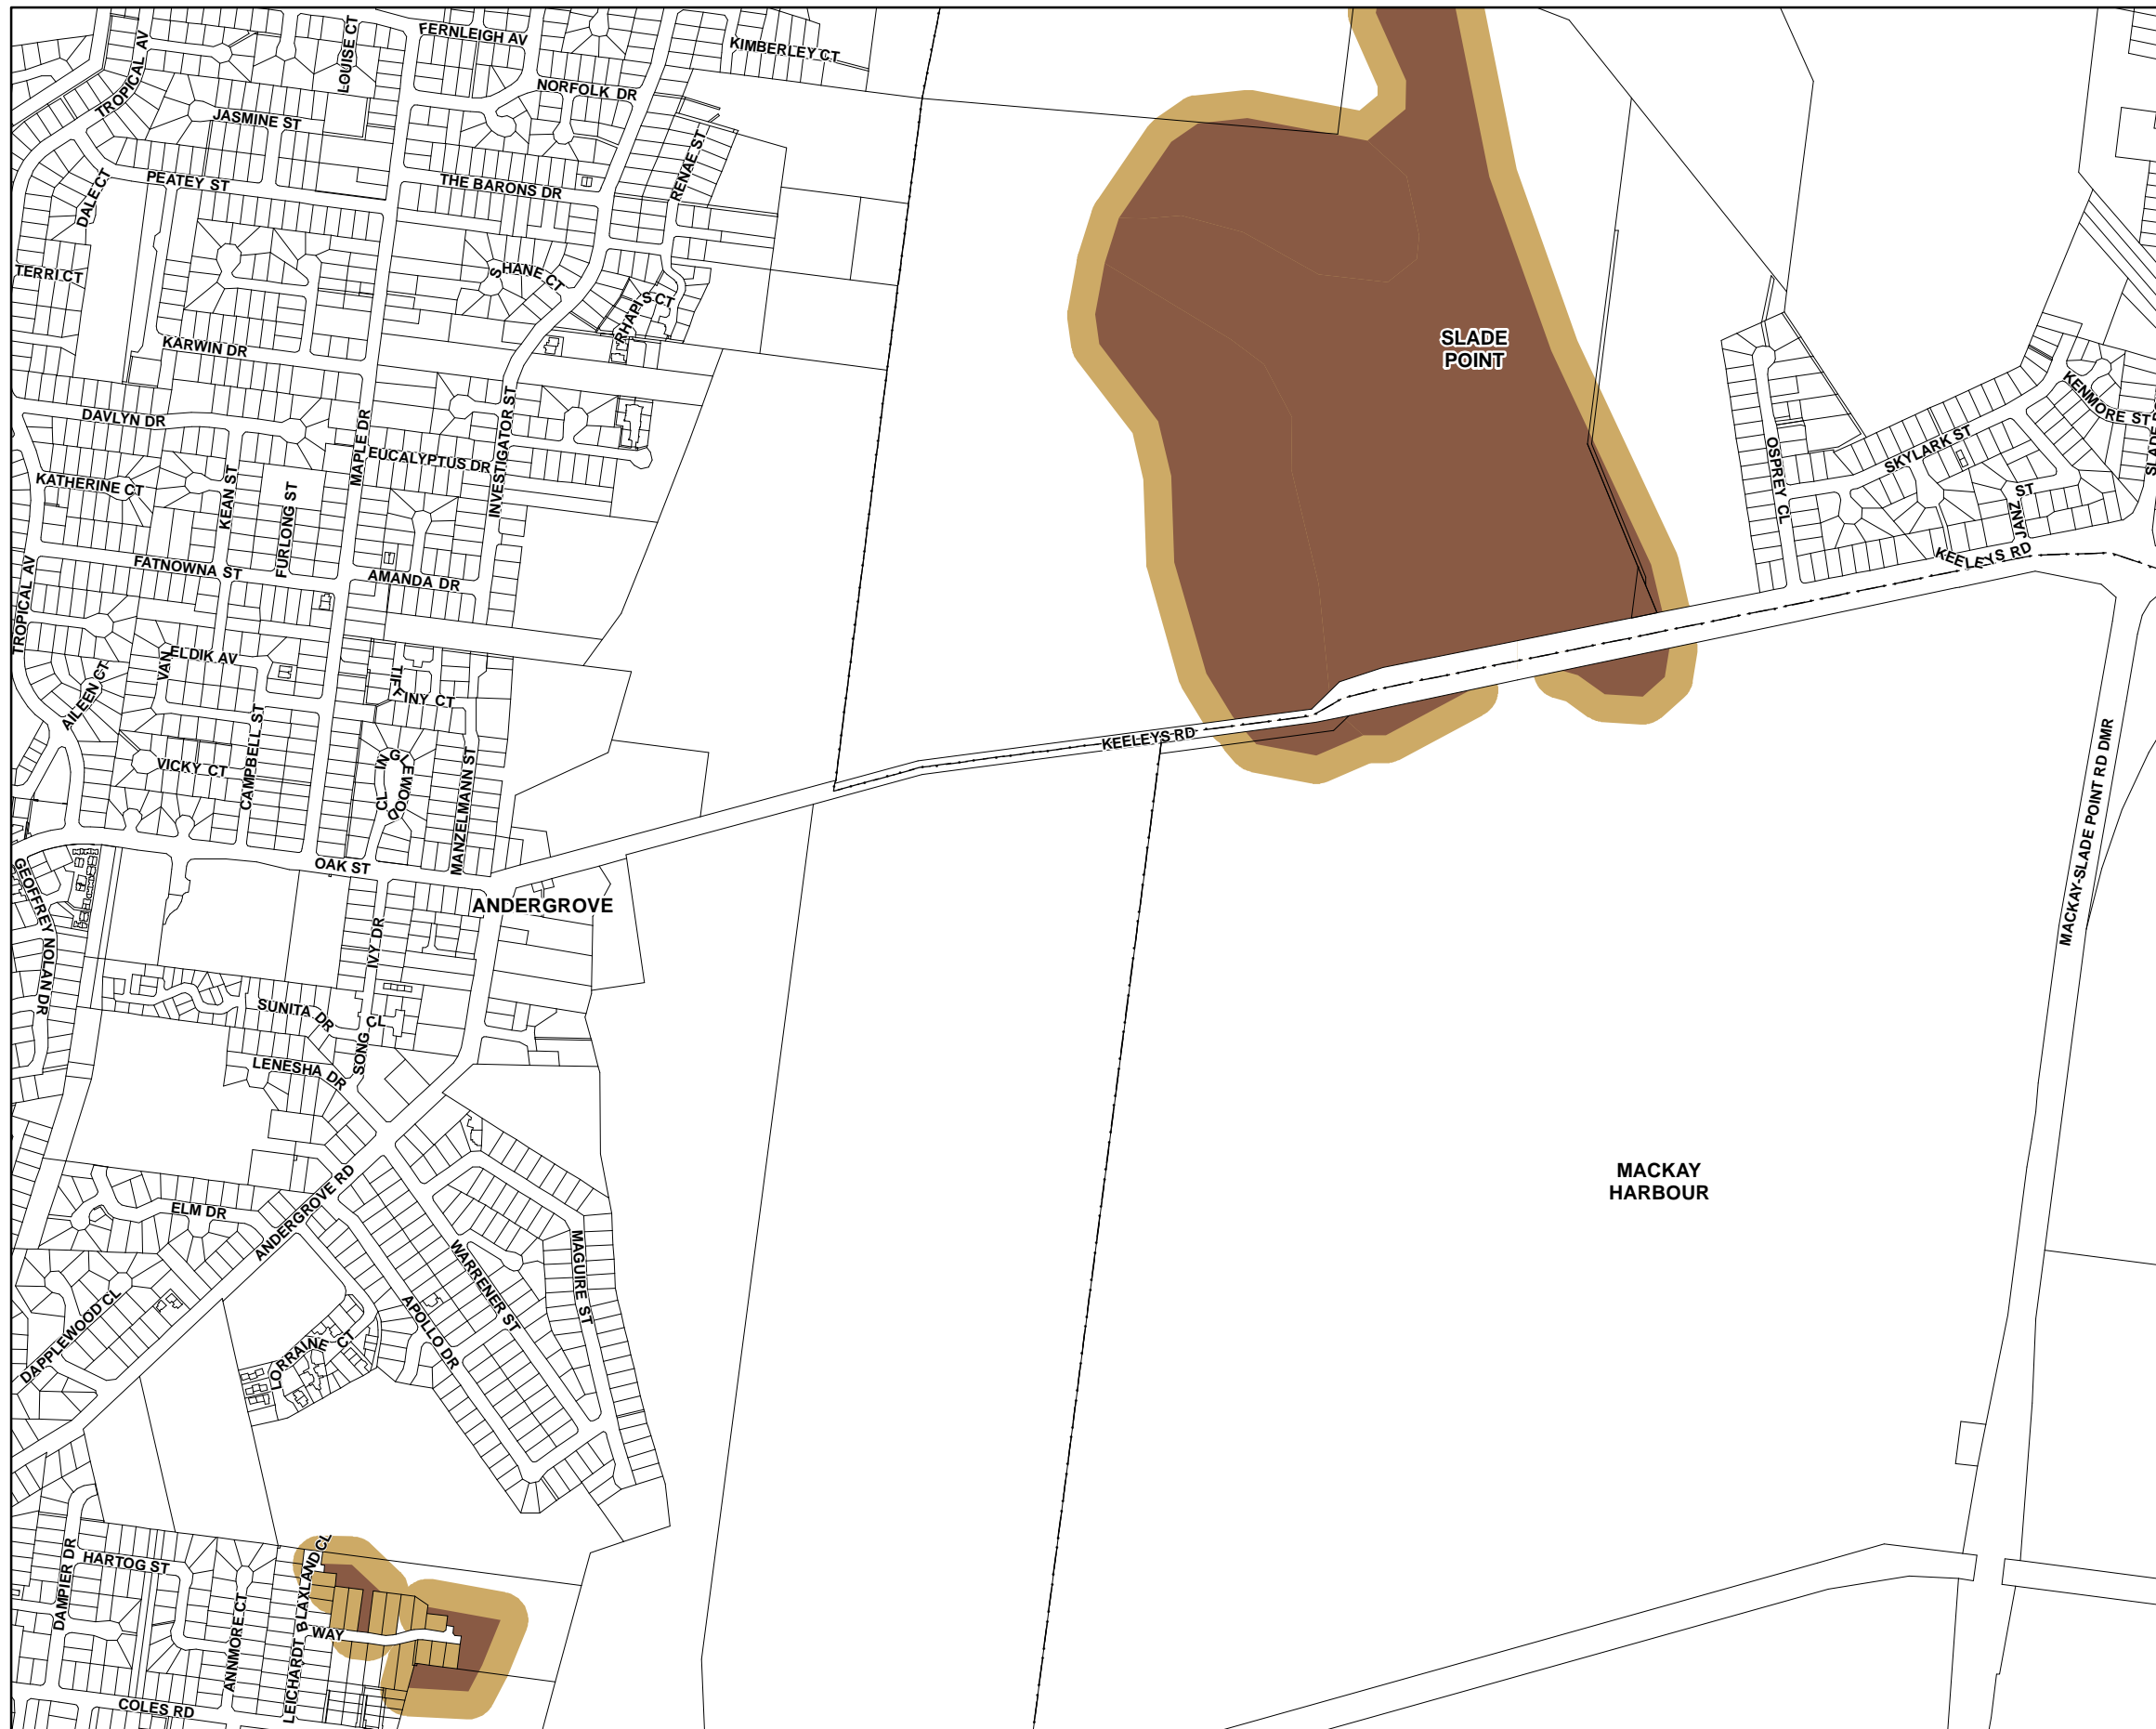 FERNLEIGH AV
KIMBERLEY CT
LOUISE CT
TROPICAL AV
NORFOLK DR
JASMINE ST
RENAE ST
PEATEY ST
THE BARONS DR
DALE CT
TERRI CT
SHANE CT
RHAPIS CT
KARWIN DR
SLADE
POINT
KENMORE ST
DAVLYN DR
MAPLE DR
INVESTIGATOR ST
EUCALYPTUS DR
OSPREY CL
SKYLARK ST
KATHERINE CT
KEAN ST
FURLONG ST
JANZ ST
KEELEYS RD
FATNOWNA ST
AMANDA DR
TROPICAL AV
VAN ELDIK AV
AILEEN CT
TIFFINY CT
CAMPBELL ST
KEELEYS RD
VICKY CT
INGLEWOOD CL
MANZELMANN ST
MACKAY-SLADE POINT RD DMR
OAK ST
GEOFFREY NOLAN DR
ANDERGROVE
IVY DR
SUNITA DR
SONG CL
LENESHA DR
MACKAY
HARBOUR
ELM DR
ANDERGROVE RD
WARRENER ST
MAGUIRE ST
DAPPLEWOOD CL
APOLLO DR
LORRAINE CT
HARTOG ST
DAMPIER DR
BLAXLAND CL
ANNMORE CT
LEICHARDT WAY
COLES RD